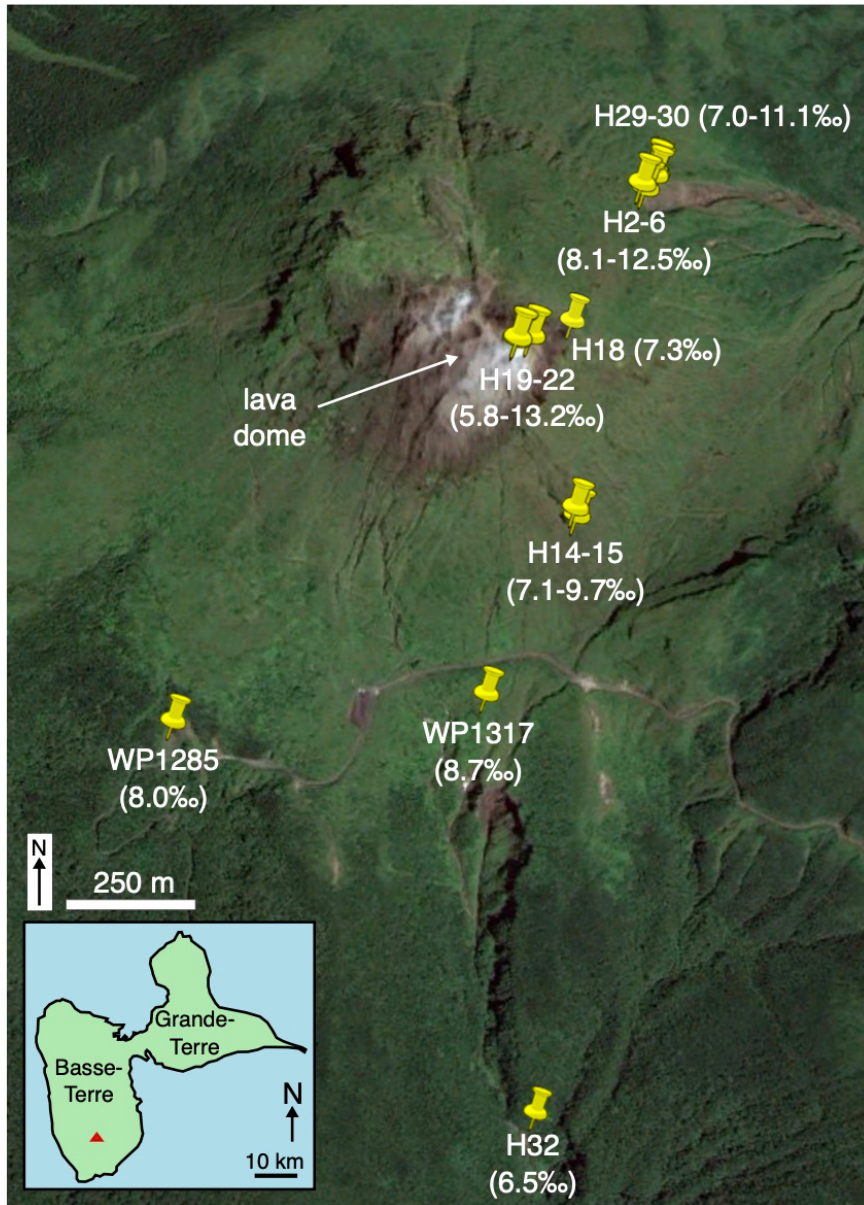 H29-30 (7.0-11.1‰)
H2-6
(8.1-12.5‰)
H18 (7.3‰)
H19-22
(5.8-13.2‰)
lava
dome
H14-15
(7.1-9.7‰)
WP1317
(8.7‰)
WP1285
(8.0‰)
N
250 m
Grande-
Terre
Basse-
Terre
N
10 km
H32
(6.5‰)